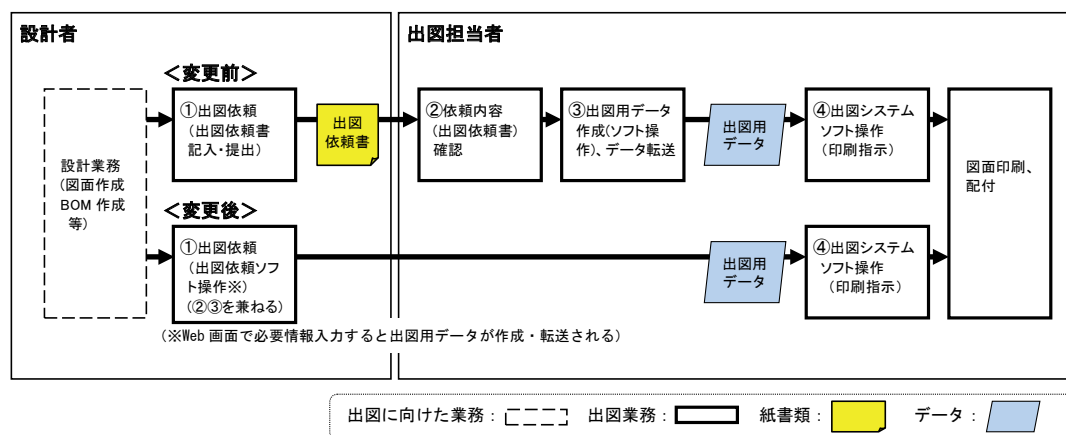 設計者
出図担当者
＜変更前＞
設計業務
(図面作成
BOM 作成
等)
①出図依頼
(出図依頼書
記入・提出)
出図
依頼書
②依頼内容
(出図依頼書)
確認
③出図用データ
作成(ソフト操
作)、データ転送
出図用
データ
④出図システム
ソフト操作
(印刷指示)
図面印刷、
配付
＜変更後＞
①出図依頼
(出図依頼ソフ
ト操作※)
(②③を兼ねる)
出図用
データ
④出図システム
ソフト操作
(印刷指示)
(※Web 画面で必要情報入力すると出図用データが作成・転送される)
出図に向けた業務： 出図業務： 紙書類： データ：